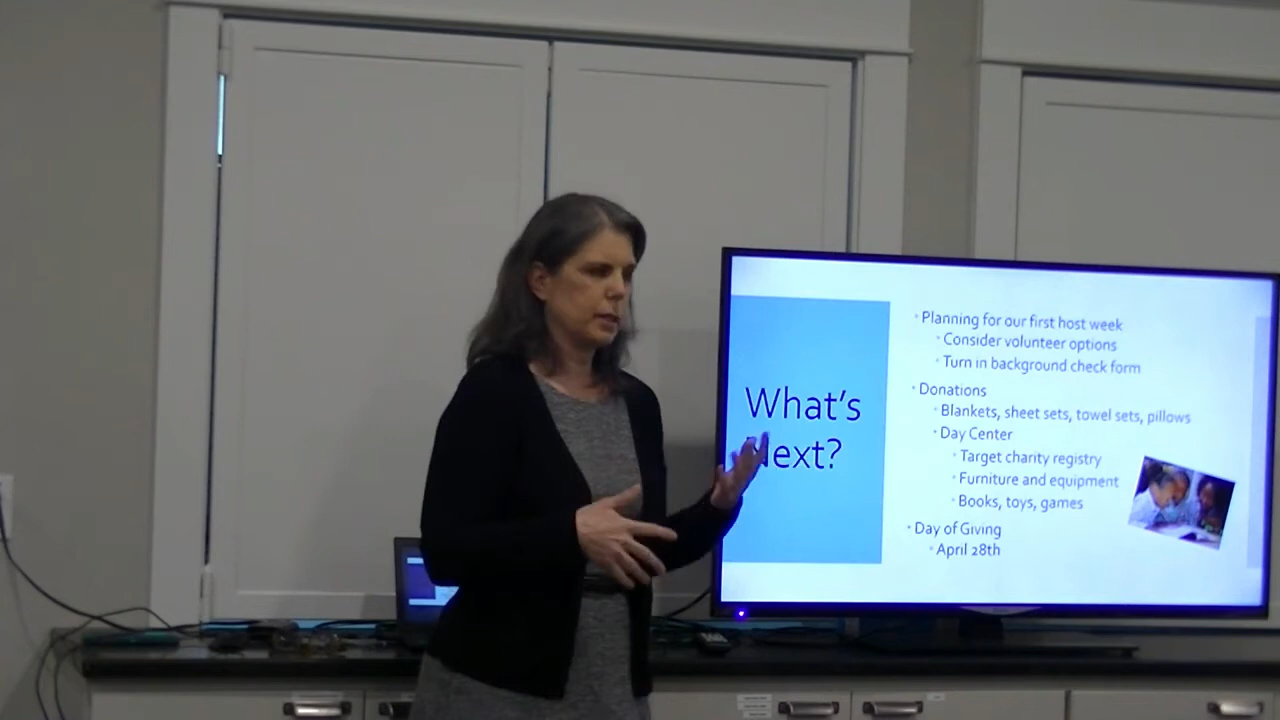 What's
Next?
Planning for our first host week
Consider volunteer options
Turn in background check form
Donations
Blankets, sheet sets, towel sets, pillows
Day Center
Target charity registry
Furniture and equipment
Books, toys, games
Day of Giving
April 28th